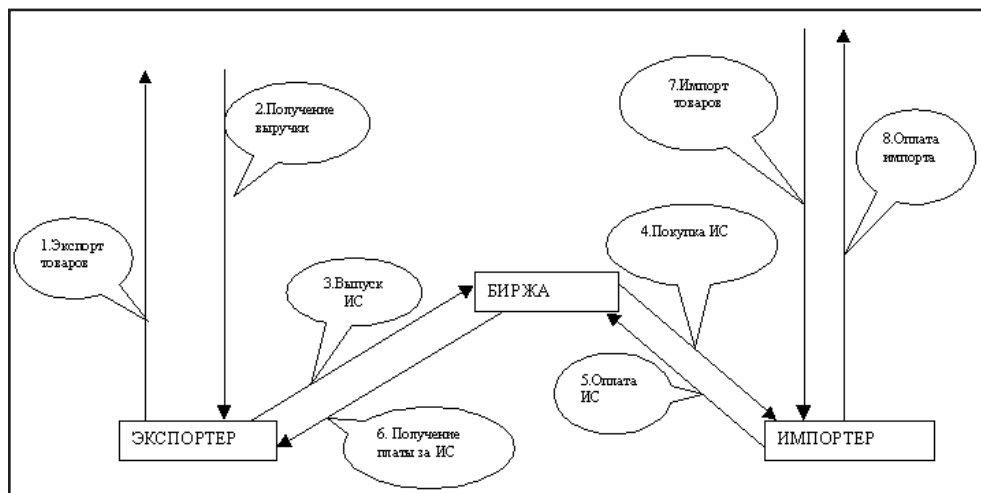 1.Экспорт
товаров
2.Получение
выручки
3.Выпуск
ИС
4.Покупка ИС
5.Оплата
ИС
6. Получение
платы за ИС
7.Импорт
товаров
8.Оплата
импорта
БИРЖА
ЭКСПОРТЕР
ИМПОРТЕР